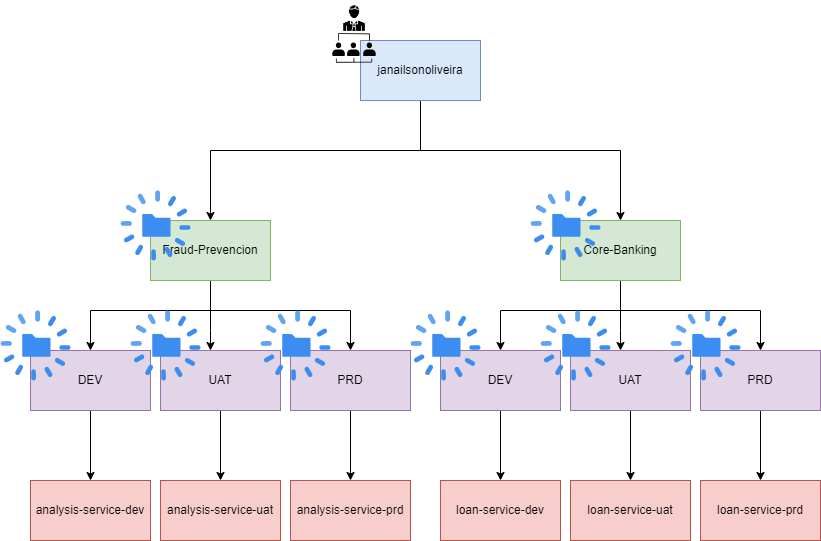 janailsonoliveira
Fraud-Prevencion
Core-Banking
DEV
UAT
PRD
DEV
UAT
PRD
analysis-service-dev
analysis-service-uat
analysis-service-prd
loan-service-dev
loan-service-uat
loan-service-prd